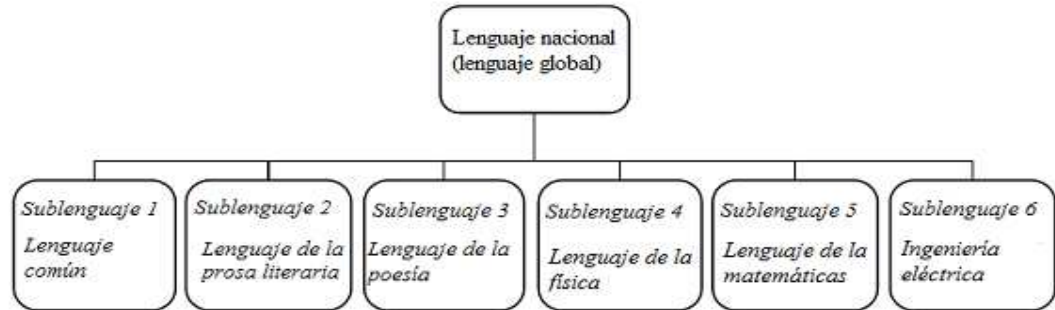 Lenguaje nacional
(lenguaje global)
Sublenguaje 1
Lenguaje
común
Sublenguaje 2
Lenguaje de la
prosa literaria
Sublenguaje 3
Lenguaje de la
poesía
Sublenguaje 4
Lenguaje de la
física
Sublenguaje 5
Lenguaje de la
matemáticas
Sublenguaje 6
Ingeniería
eléctrica